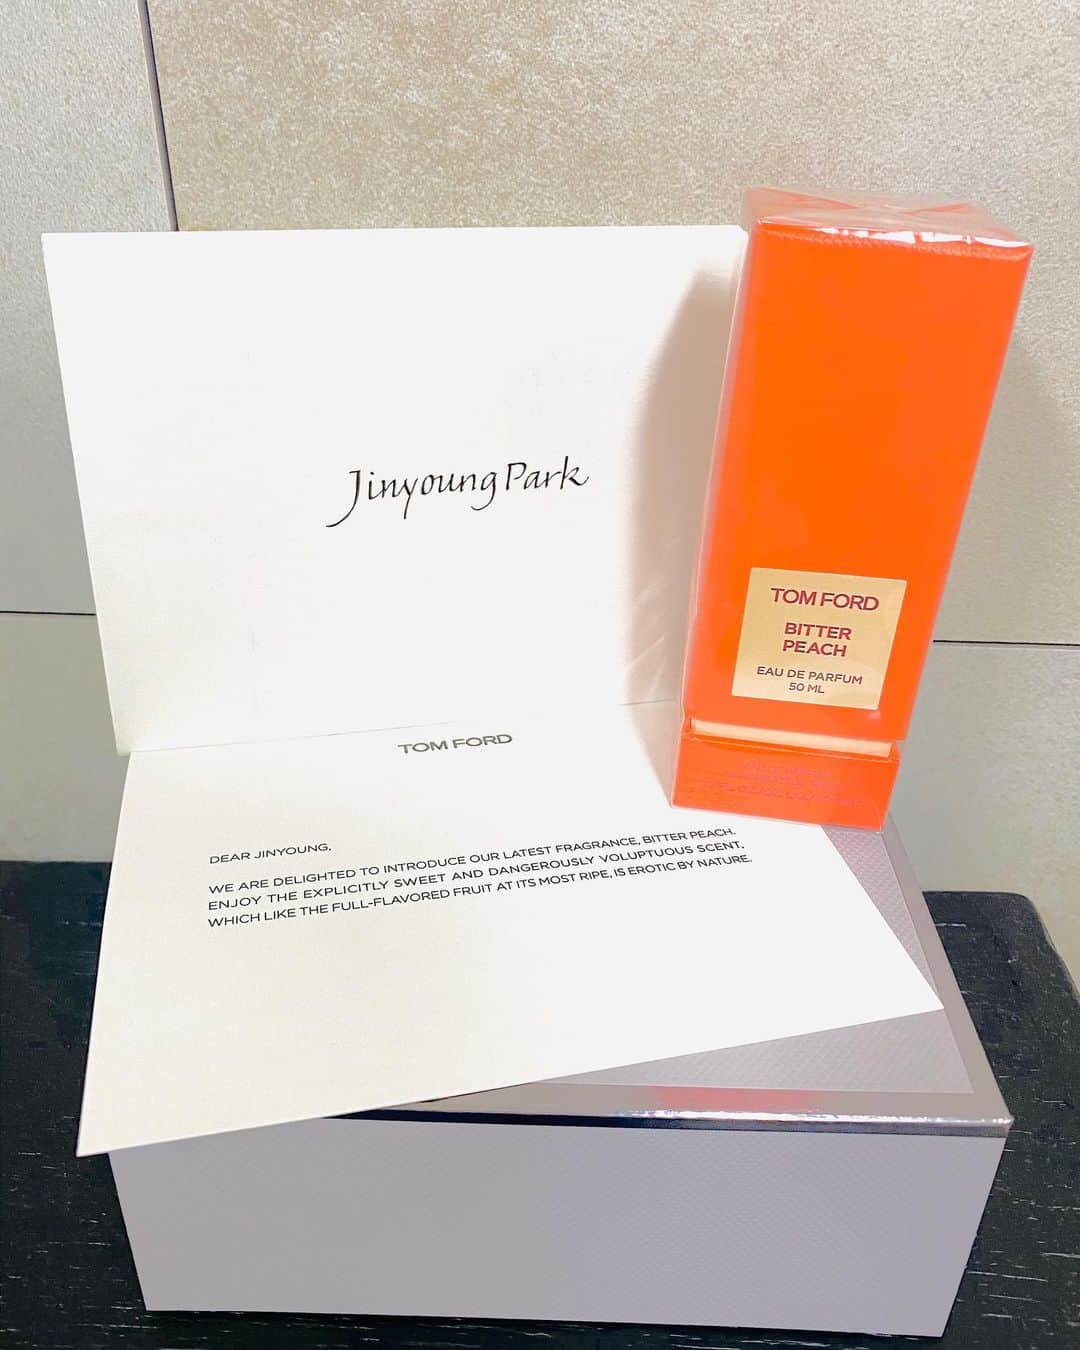 Jinyoung Park
TOM FORD
BITTER
PEACH
EAU DE PARFUM
50 ML
TOM FORD
DEAR JINYOUNG,
WE ARE DELIGHTED TO INTRODUCE OUR LATEST FRAGRANCE, BITTER PEACH.
ENJOY THE EXPLICITLY SWEET AND DANGEROUSLY VOLUPTUOUS SCENT,
WHICH LIKE THE FULL-FLAVORED FRUIT AT ITS MOST RIPE, IS EROTIC BY NATURE.